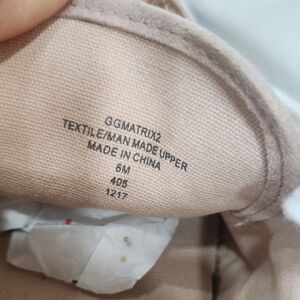 GGMATRIX2
TEXTILE/MAN MADE UPPER
MADE IN CHINA
6M
405
1217